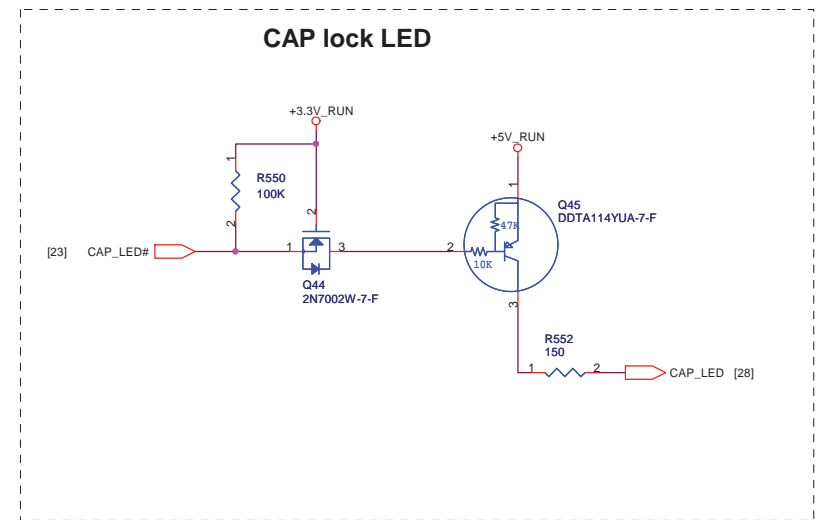 CAP lock LED
+3.3V_RUN
+5V_RUN
1
R550
100K
2
2
1
Q45
DDTA114YUA-7-F
47K
[23] CAP_LED#
1
3
2
10K
Q44
2N7002W-7-F
3
R552
150
1
2
CAP_LED [28]